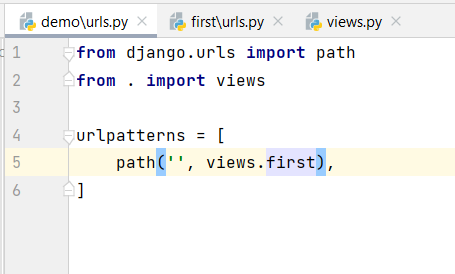 demo\urls.py first\urls.py views.py
1 from django.urls import path
2 from . import views
3
4 urlpatterns = [
5 path('', views.first),
6 ]